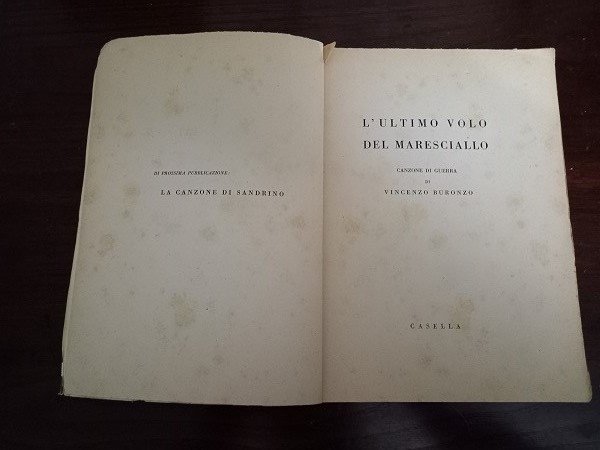 DI PROSSIMA PUBBLICAZIONE:
LA CANZONE DI SANDRINO
L'ULTIMO VOLO
DEL MARESCIALLO
CANZONE DI GUERRA
DI
VINCENZO BURONZO
CASELLA